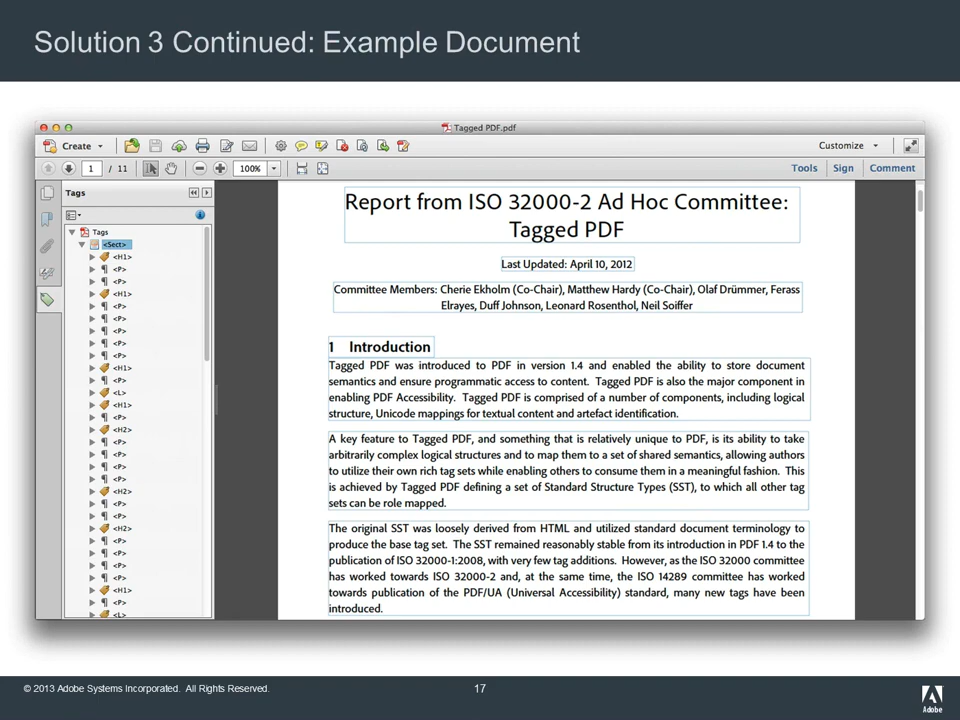 Solution 3 Continued: Example Document
Tagged PDF.pdf
Create
Customize
1 / 11
100%
Tools Sign Comment
Tags
Tags
<Sect>
<H1>
<P>
<P>
<H1>
<P>
<P>
<P>
<P>
<P>
<H1>
<P>
<L>
<H1>
<P>
<H2>
<P>
<P>
<P>
<P>
<H2>
<P>
<P>
<H2>
<P>
<P>
<P>
<P>
<H1>
<P>
<L>
Report from ISO 32000-2 Ad Hoc Committee:
Tagged PDF
Last Updated: April 10, 2012
Committee Members: Cherie Ekholm (Co-Chair), Matthew Hardy (Co-Chair), Olaf Drümmer, Ferass
Elrayes, Duff Johnson, Leonard Rosenthol, Neil Soiffer
1 Introduction
Tagged PDF was introduced to PDF in version 1.4 and enabled the ability to store document
semantics and ensure programmatic access to content. Tagged PDF is also the major component in
enabling PDF Accessibility. Tagged PDF is comprised of a number of components, including logical
structure, Unicode mappings for textual content and artefact identification.
A key feature to Tagged PDF, and something that is relatively unique to PDF, is its ability to take
arbitrarily complex logical structures and to map them to a set of shared semantics, allowing authors
to utilize their own rich tag sets while enabling others to consume them in a meaningful fashion. This
is achieved by Tagged PDF defining a set of Standard Structure Types (SST), to which all other tag
sets can be role mapped.
The original SST was loosely derived from HTML and utilized standard document terminology to
produce the base tag set. The SST remained reasonably stable from its introduction in PDF 1.4 to the
publication of ISO 32000-1:2008, with very few tag additions. However, as the ISO 32000 committee
has worked towards ISO 32000-2 and, at the same time, the ISO 14289 committee has worked
towards publication of the PDF/UA (Universal Accessibility) standard, many new tags have been
introduced.
© 2013 Adobe Systems Incorporated. All Rights Reserved.
17
Adobe